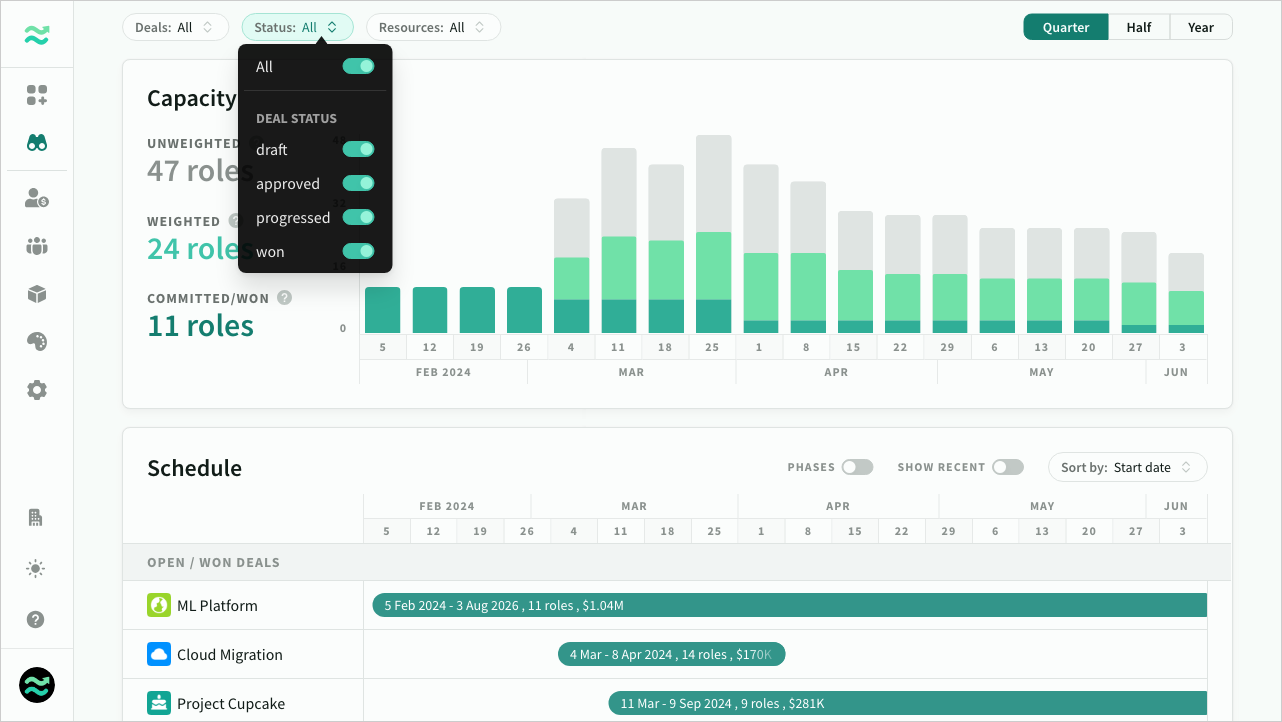 Deals: All
Status: All
Resources: All
Quarter
Half
Year
All
DEAL STATUS
draft
approved
progressed
won
Capacity
UNWEIGHTED
47 roles
WEIGHTED ?
24 roles
COMMITTED/WON ?
11 roles
48
32
16
0
5 12 19 26 4 11 18 25 1 8 15 22 29 6 13 20 27 3
FEB 2024 MAR APR MAY JUN
Schedule
PHASES
SHOW RECENT
Sort by: Start date
FEB 2024 MAR APR MAY JUN
5 12 19 26 4 11 18 25 1 8 15 22 29 6 13 20 27 3
OPEN / WON DEALS
ML Platform
5 Feb 2024 - 3 Aug 2026 , 11 roles , $1.04M
Cloud Migration
4 Mar - 8 Apr 2024 , 14 roles , $170K
Project Cupcake
11 Mar - 9 Sep 2024 , 9 roles , $281K